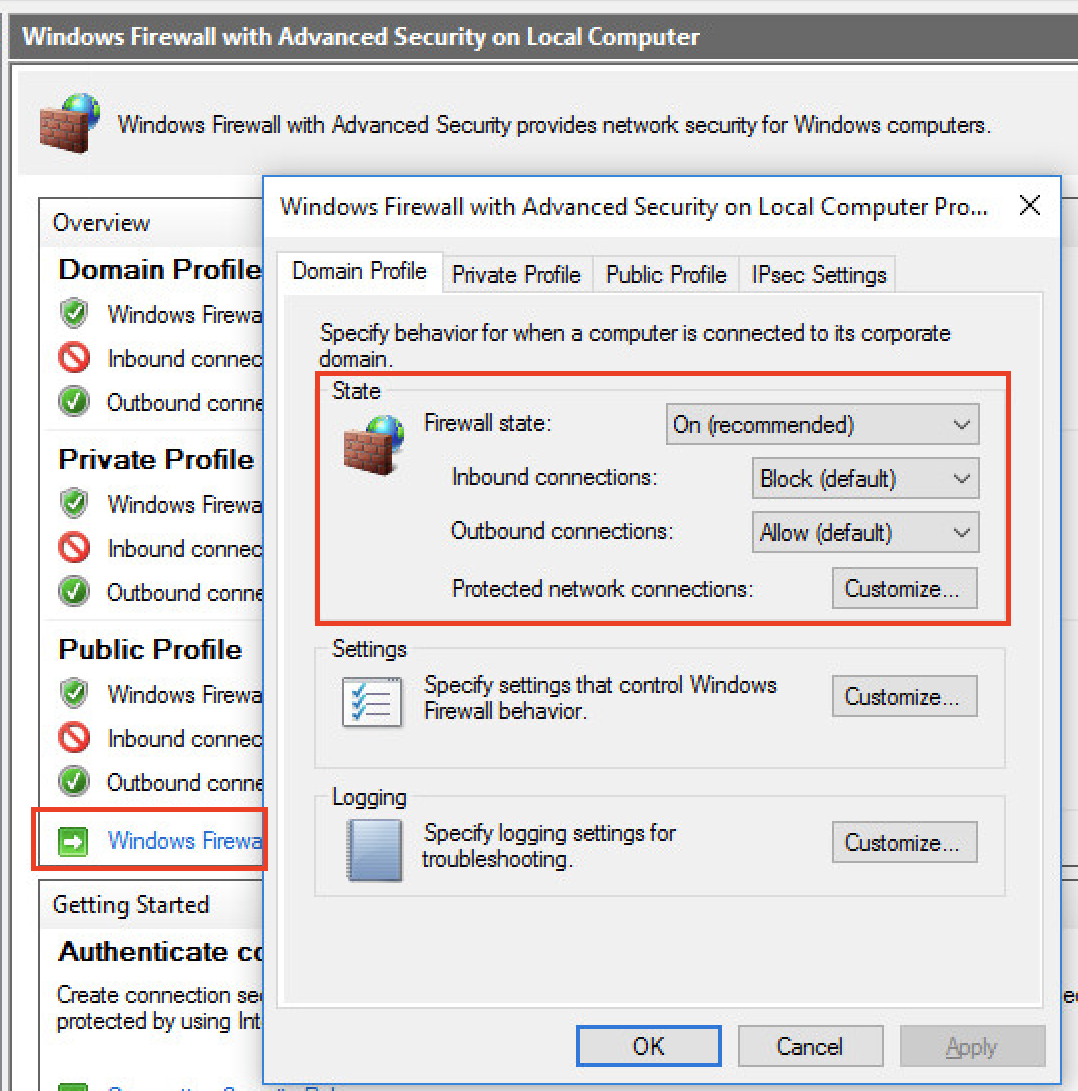 Windows Firewall with Advanced Security on Local Computer
Windows Firewall with Advanced Security provides network security for Windows computers.
Overview
Domain Profile
Windows Firewa
Inbound connec
Outbound conne
Private Profile
Windows Firewa
Inbound connec
Outbound conne
Public Profile
Windows Firewa
Inbound connec
Outbound conne
Windows Firewa
Getting Started
Authenticate co
Create connection sec
protected by using Int
Windows Firewall with Advanced Security on Local Computer Pro...
Domain Profile
Private Profile
Public Profile
IPsec Settings
Specify behavior for when a computer is connected to its corporate
domain.
State
Firewall state:
On (recommended)
Inbound connections:
Block (default)
Outbound connections:
Allow (default)
Protected network connections:
Customize...
Settings
Specify settings that control Windows
Firewall behavior.
Customize...
Logging
Specify logging settings for
troubleshooting.
Customize...
OK
Cancel
Apply